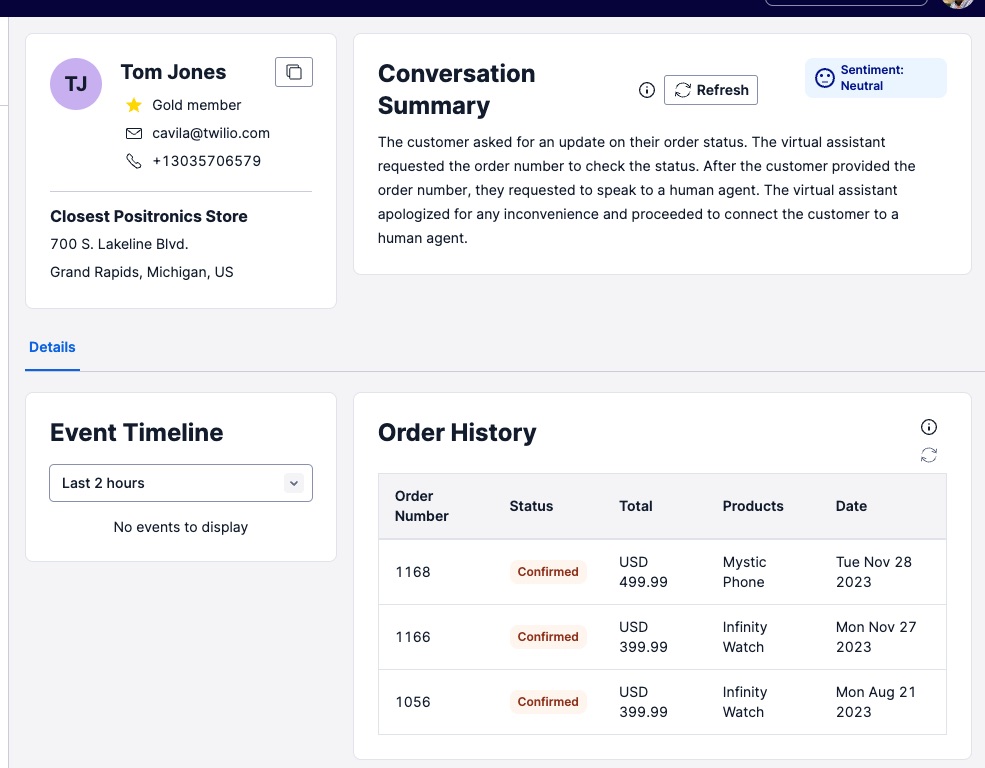 TJ
Tom Jones
Gold member
cavila@twilio.com
+13035706579
Closest Positronics Store
700 S. Lakeline Blvd.
Grand Rapids, Michigan, US
Conversation
Summary
Refresh
Sentiment:
Neutral
The customer asked for an update on their order status. The virtual assistant
requested the order number to check the status. After the customer provided the
order number, they requested to speak to a human agent. The virtual assistant
apologized for any inconvenience and proceeded to connect the customer to a
human agent.
Details
Event Timeline
Last 2 hours
No events to display
Order History
Order
Number
Status
Total
Products
Date
1168
Confirmed
USD
499.99
Mystic
Phone
Tue Nov 28
2023
1166
Confirmed
USD
399.99
Infinity
Watch
Mon Nov 27
2023
1056
Confirmed
USD
399.99
Infinity
Watch
Mon Aug 21
2023